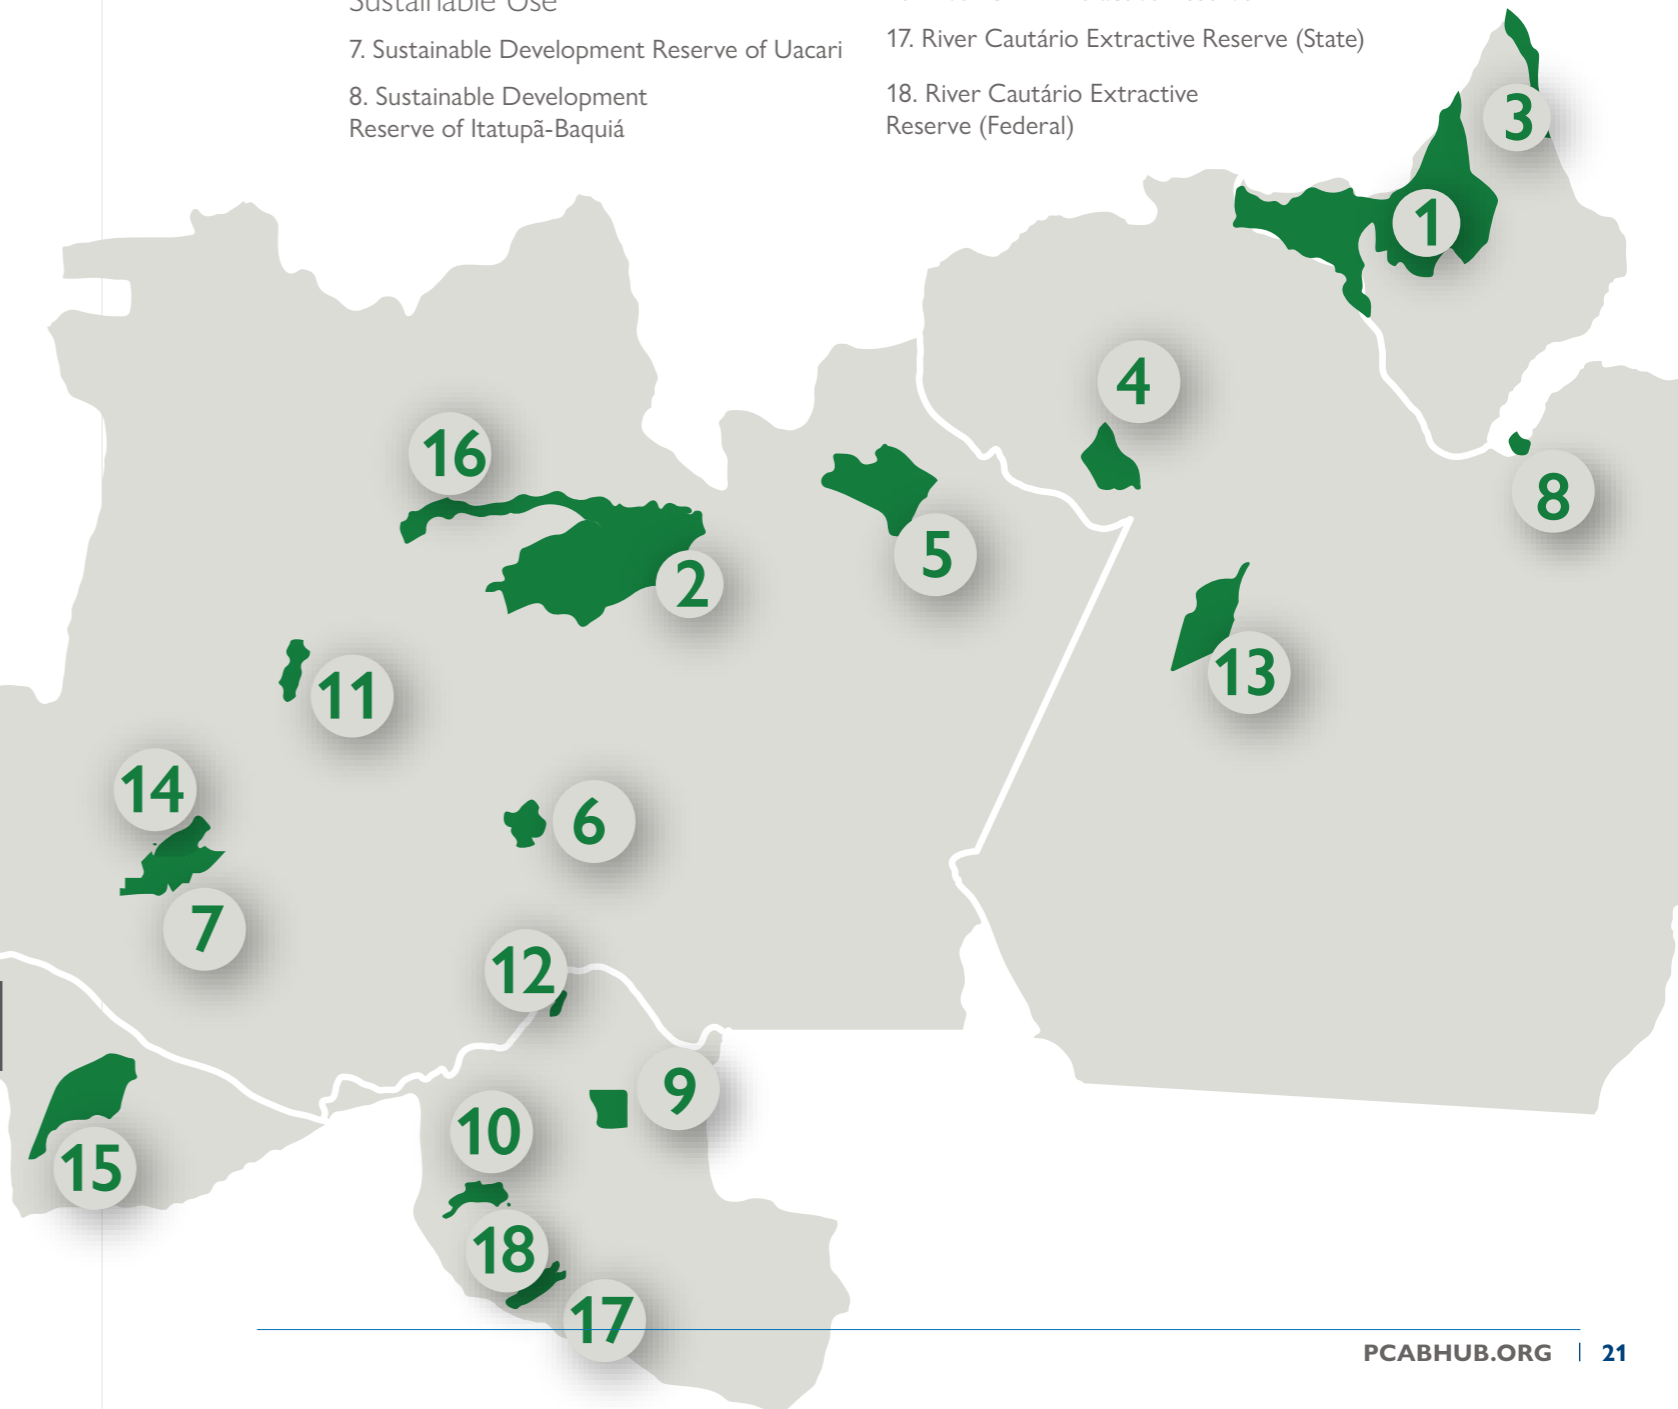 Sustainable Use
7. Sustainable Development Reserve of Uacari
8. Sustainable Development
Reserve of Itatupã-Baquiá
17. River Cautário Extractive Reserve (State)
18. River Cautário Extractive
Reserve (Federal)
3
1
4
16
8
5
2
13
11
14
6
7
12
9
10
15
18
17
PCABHUB.ORG | 21